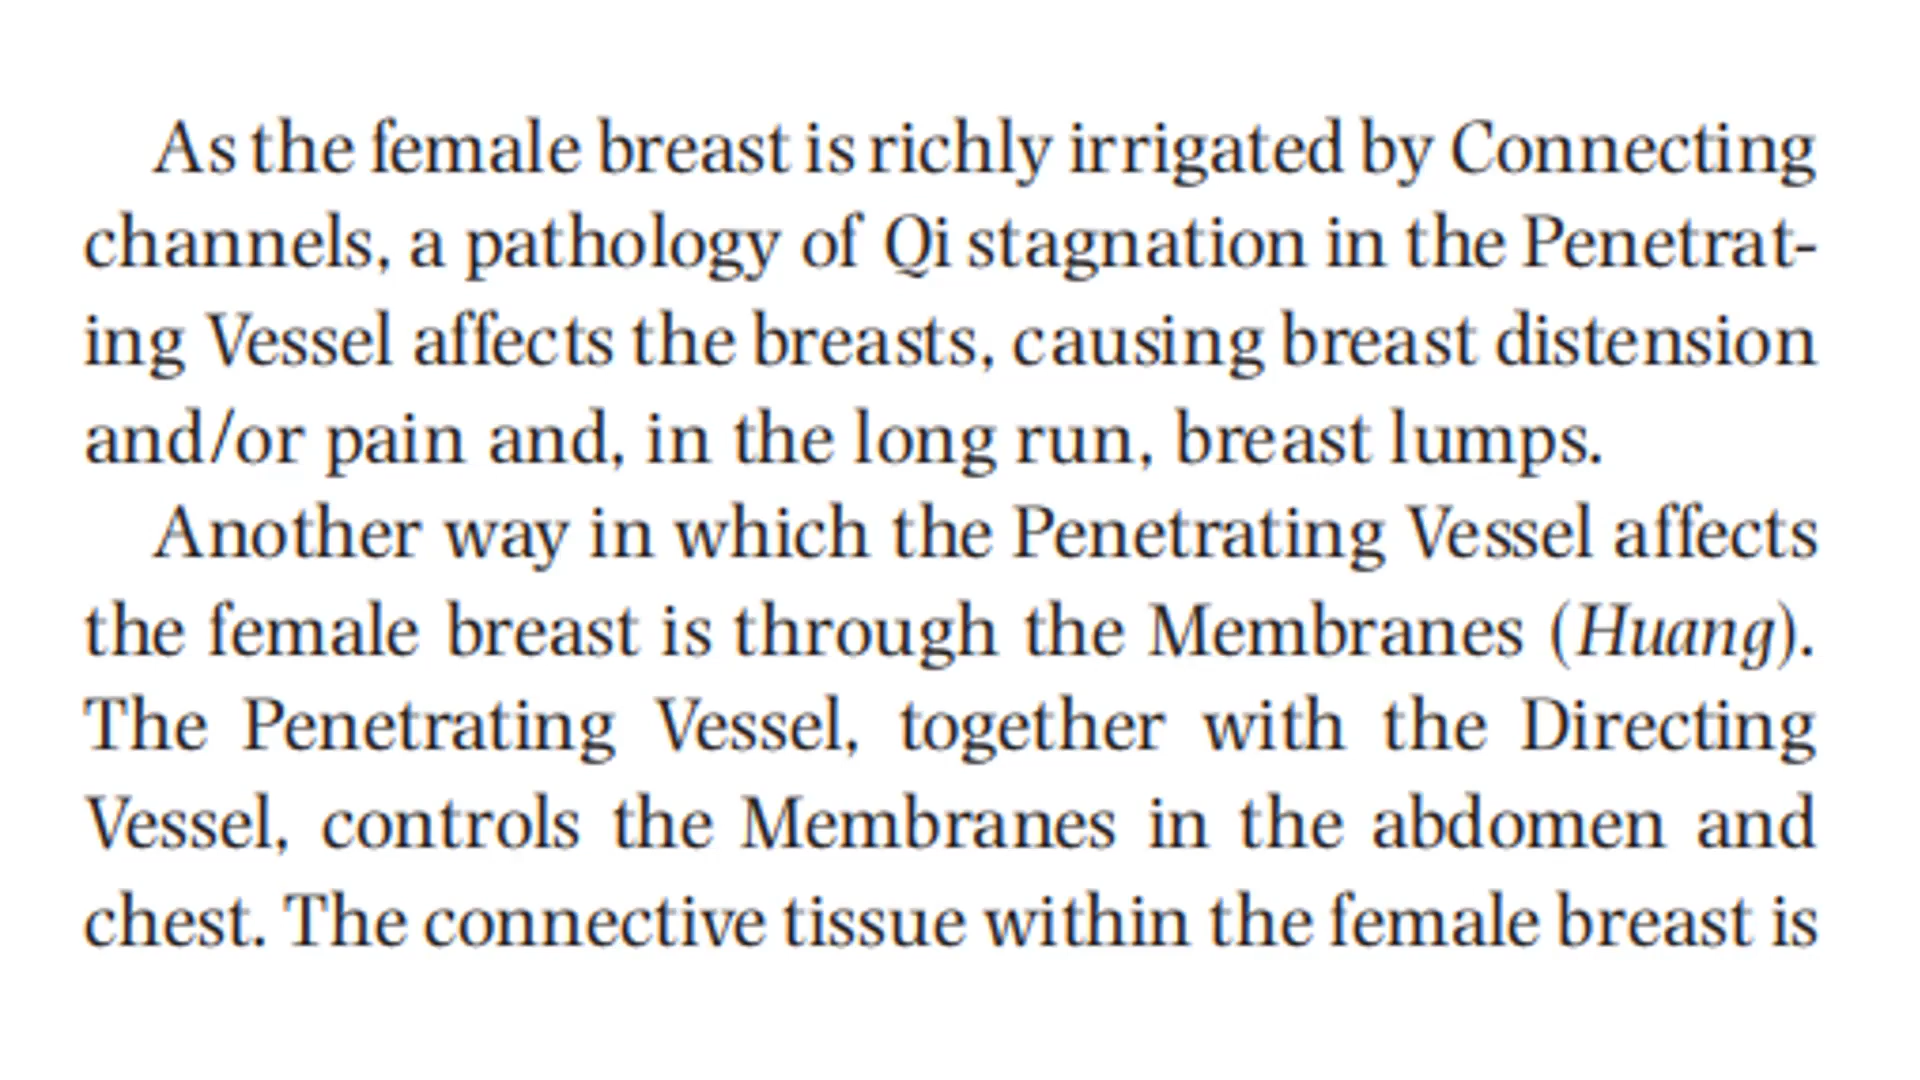 As the female breast is richly irrigated by Connecting
channels, a pathology of Qi stagnation in the Penetrat-
ing Vessel affects the breasts, causing breast distension
and/or pain and, in the long run, breast lumps.
Another way in which the Penetrating Vessel affects
the female breast is through the Membranes (Huang).
The Penetrating Vessel, together with the Directing
Vessel, controls the Membranes in the abdomen and
chest. The connective tissue within the female breast is